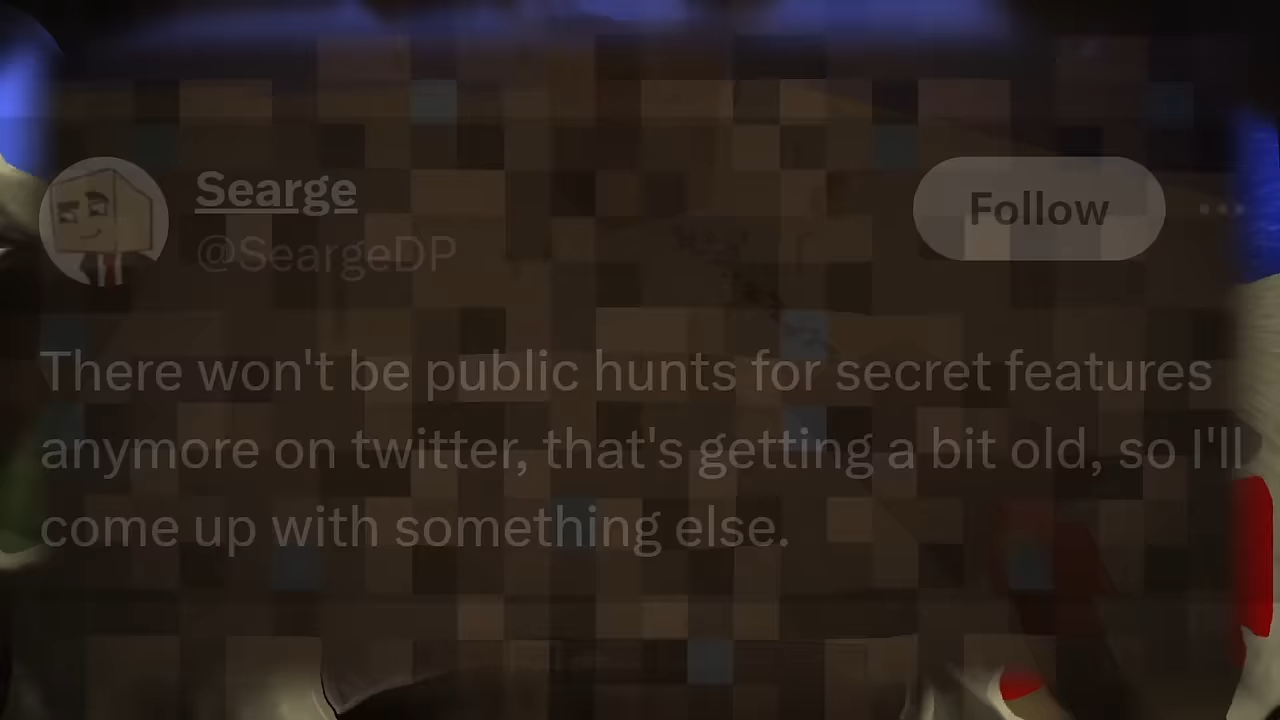 Searge
@SeargeDP
Follow
There won't be public hunts for secret features
anymore on twitter, that's getting a bit old, so I'll
come up with something else.